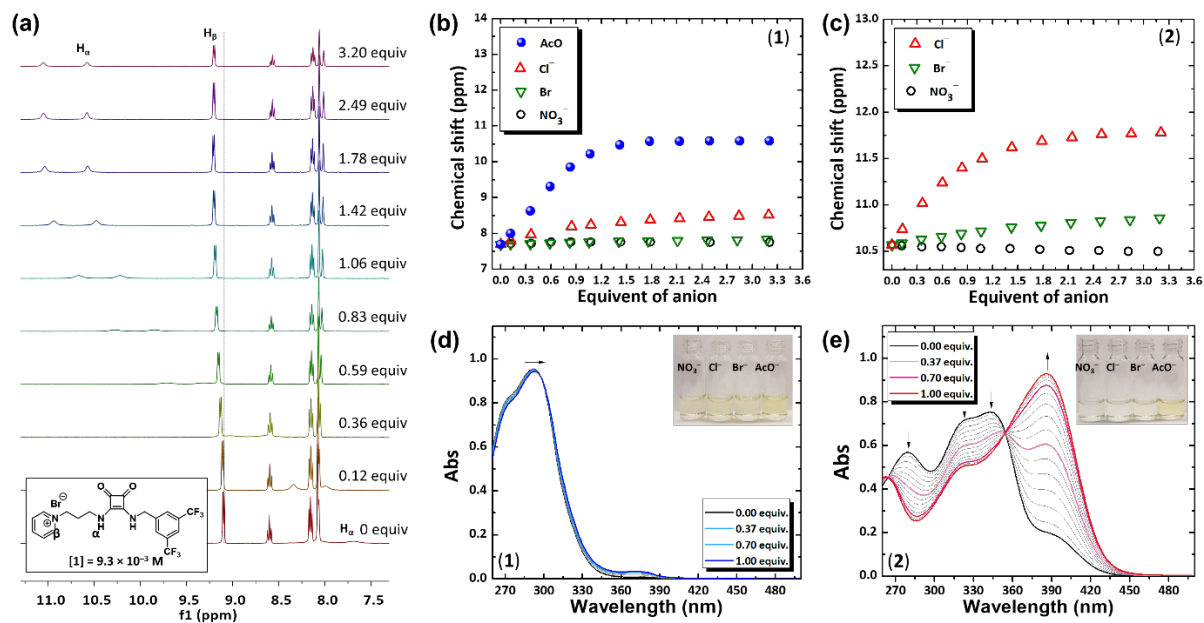 (a)
Hα
Hβ
3.20 equiv
2.49 equiv
1.78 equiv
1.42 equiv
1.06 equiv
0.83 equiv
0.59 equiv
0.36 equiv
0.12 equiv
Hα 0 equiv
Br⊖
O O
N
⊕
β
N
H
α
N
H
CF₃
CF₃
[1] = 9.3 × 10⁻³ M
11.0 10.5 10.0 9.5 9.0 8.5 8.0 7.5
f1 (ppm)
(b)
(1)
AcO
Cl⁻
Br
NO₃⁻
14
13
12
11
10
9
8
7
Chemical shift (ppm)
0.0 0.3 0.6 0.9 1.2 1.5 1.8 2.1 2.4 2.7 3.0 3.3 3.6
Equivent of anion
(c)
(2)
Cl⁻
Br⁻
NO₃⁻
13.0
12.5
12.0
11.5
11.0
10.5
Chemical shift (ppm)
0.0 0.3 0.6 0.9 1.2 1.5 1.8 2.1 2.4 2.7 3.0 3.3 3.6
Equivent of anion
(d)
NO₃⁻ Cl⁻ Br⁻ AcO⁻
1.0
0.8
0.6
0.4
0.2
0.0
Abs
0.00 equiv.
0.37 equiv.
0.70 equiv.
1.00 equiv.
(1)
270 300 330 360 390 420 450 480
Wavelength (nm)
(e)
0.00 equiv.
0.37 equiv.
0.70 equiv.
1.00 equiv.
NO₃⁻ Cl⁻ Br⁻ AcO⁻
1.0
0.8
0.6
0.4
0.2
0.0
Abs
(2)
270 300 330 360 390 420 450 480
Wavelength (nm)